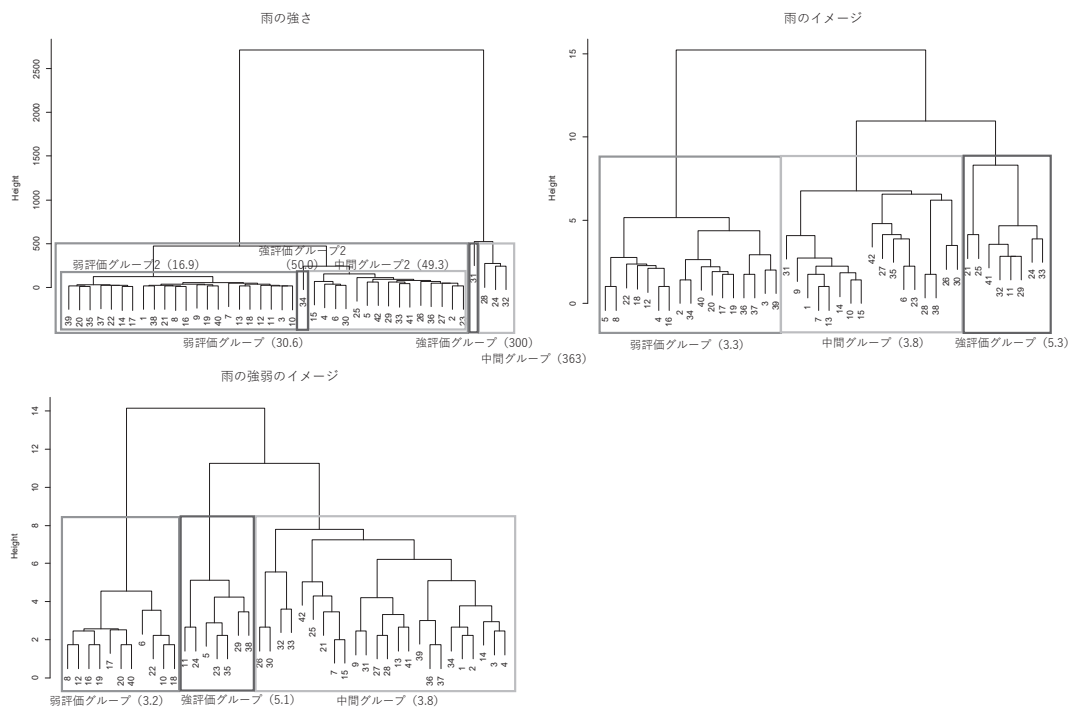 雨の強さ
Height
0 500 1000 1500 2000 2500
強評価グループ2
弱評価グループ2（16.9）
（50.0）
中間グループ2（49.3）
39 20 35 37 22 14 17 1 38 21 8 16 9 19 40 7 13 18 12 11 3 10 34 15 4 6 30 25 5 42 29 33 41 26 36 27 2 23 31 28 24 32
弱評価グループ（30.6）
強評価グループ（300）
中間グループ（363）
雨のイメージ
Height
0 5 10 15
5 8 22 18 12 4 16 2 34 40 20 17 19 36 37 3 39 31 9 1 7 13 14 10 15 42 27 35 6 23 28 38 26 30 21 25 41 32 11 29 24 33
弱評価グループ（3.3）
中間グループ（3.8）
強評価グループ（5.3）
雨の強弱のイメージ
Height
0 2 4 6 8 10 12 14
8 12 16 19 17 20 40 6 22 10 18 11 24 5 23 35 29 38 26 30 32 33 42 25 21 7 15 9 31 27 28 13 41 39 36 37 34 1 2 14 3 4
弱評価グループ（3.2）
強評価グループ（5.1）
中間グループ（3.8）